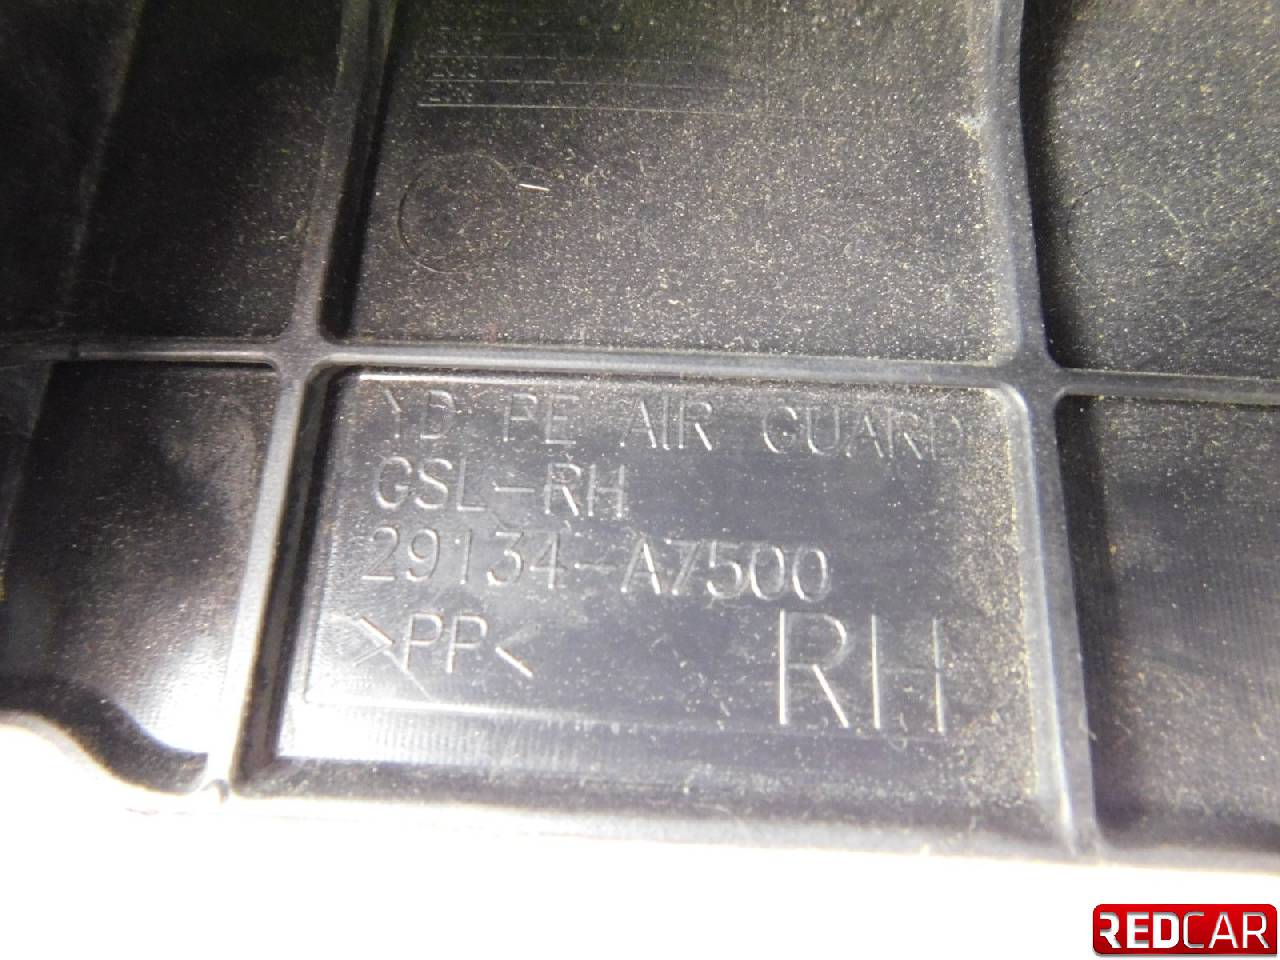 YD PE AIR GUARD
GSL-RH
29134-A7500
>PP< RH
REDCAR